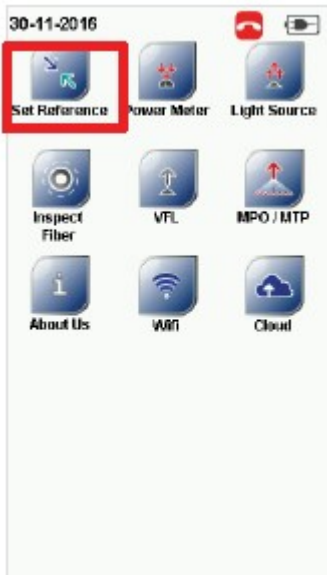 30-11-2016
Set Reference
Power Meter
Light Source
Inspect
Fiber
VFL
MPO / MTP
About Us
Wifi
Cloud